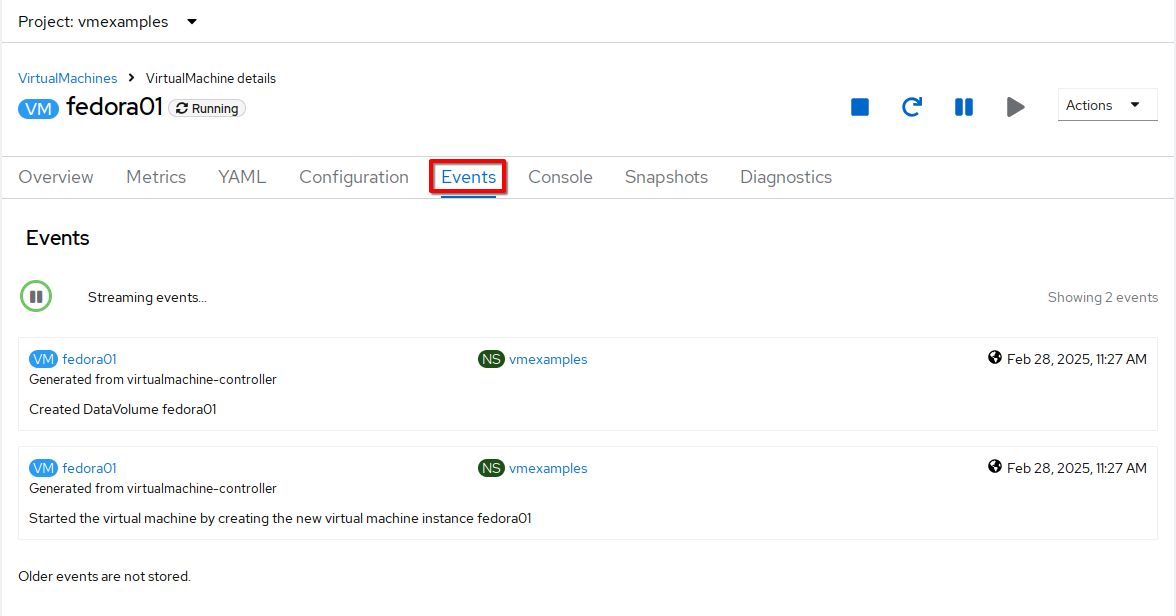 Project: vmexamples
VirtualMachines > VirtualMachine details
VM fedora01 Running
Actions
Overview Metrics YAML Configuration Events Console Snapshots Diagnostics
Events
Streaming events...
Showing 2 events
VM fedora01 NS vmexamples Feb 28, 2025, 11:27 AM
Generated from virtualmachine-controller
Created DataVolume fedora01
VM fedora01 NS vmexamples Feb 28, 2025, 11:27 AM
Generated from virtualmachine-controller
Started the virtual machine by creating the new virtual machine instance fedora01
Older events are not stored.